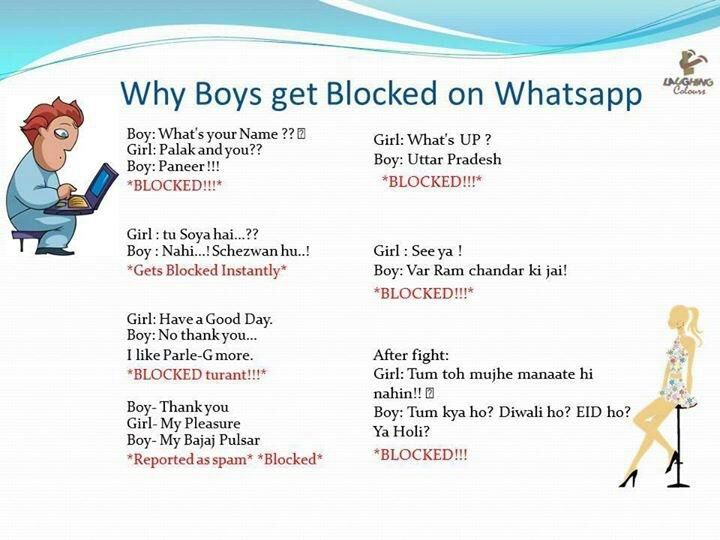 LAUGHING
Colours
Why Boys get Blocked on Whatsapp
Boy: What's your Name ??
Girl: Palak and you??
Boy: Paneer !!!
*BLOCKED!!!*
Girl : tu Soya hai...??
Boy : Nahi...! Schezwan hu..!
*Gets Blocked Instantly*
Girl: Have a Good Day.
Boy: No thank you...
I like Parle-G more.
*BLOCKED turant!!!*
Boy- Thank you
Girl- My Pleasure
Boy- My Bajaj Pulsar
*Reported as spam* *Blocked*
Girl: What's UP ?
Boy: Uttar Pradesh
*BLOCKED!!!*
Girl : See ya !
Boy: Var Ram chandar ki jai!
*BLOCKED!!!*
After fight:
Girl: Tum toh mujhe manaate hi
nahin!!
Boy: Tum kya ho? Diwali ho? EID ho?
Ya Holi?
*BLOCKED!!!